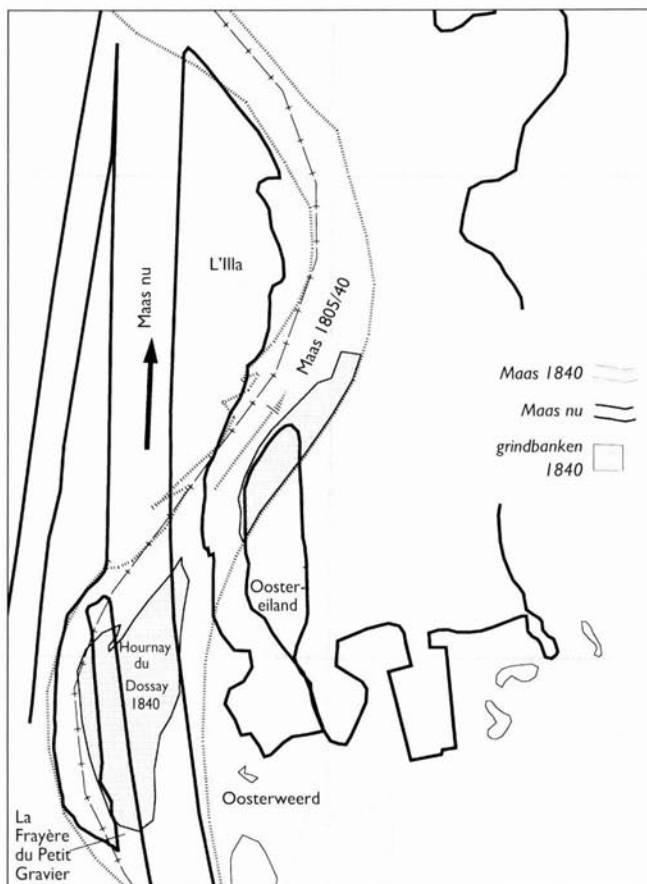 L'Illa
Maas nu
Maas 1805/40
Maas 1840
Maas nu
grindbanken
1840
Ooster-
eiland
Hournay
du
Dossay
1840
Oosterweerd
La
Frayère
du Petit
Gravier